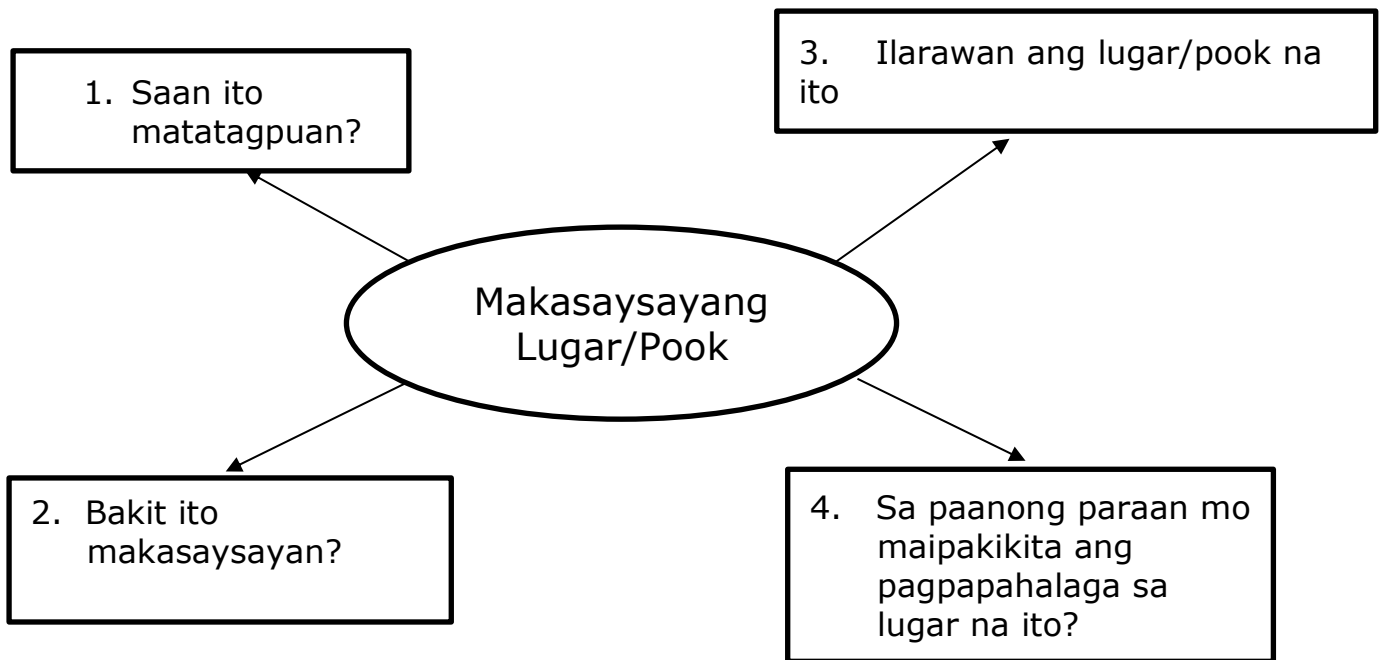 1. Saan ito
matatagpuan?
3. Ilarawan ang lugar/pook na
ito
Makasaysayang
Lugar/Pook
2. Bakit ito
makasaysayan?
4. Sa paanong paraan mo
maipakikita ang
pagpapahalaga sa
lugar na ito?